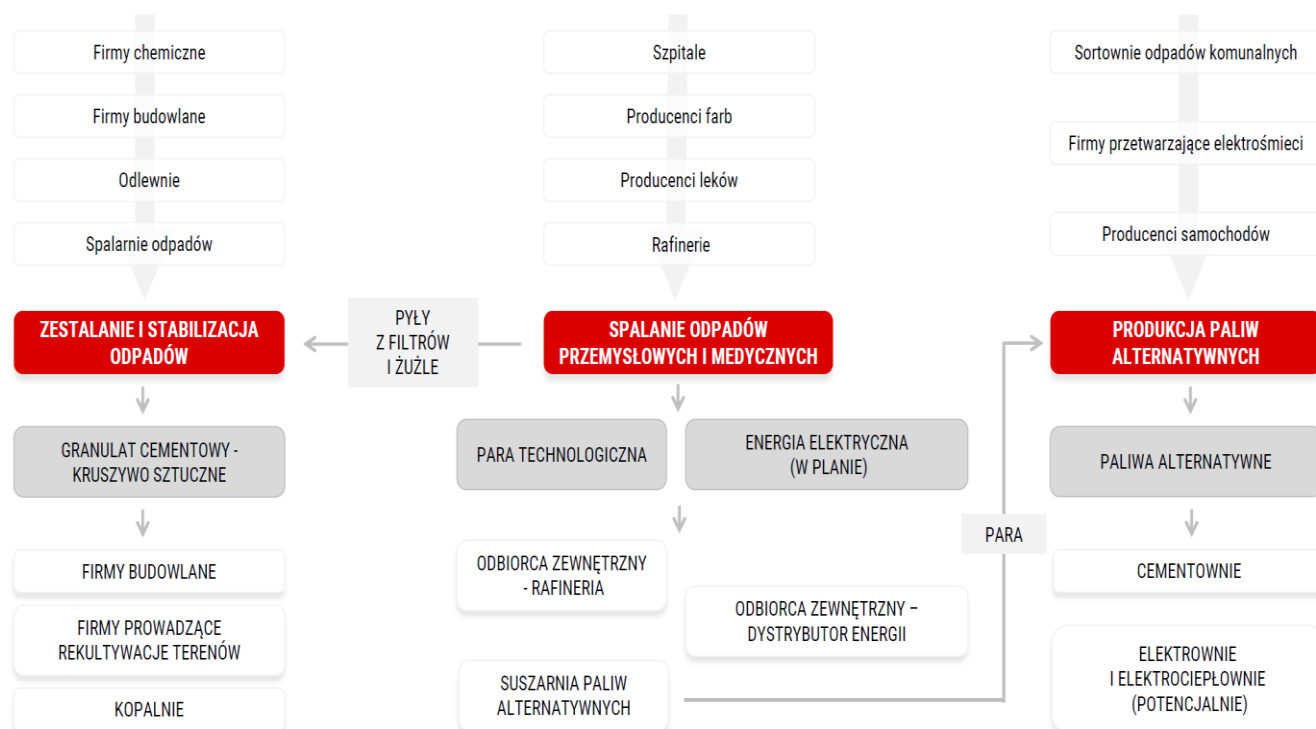 Firmy chemiczne
Firmy budowlane
Odlewnie
Spalarnie odpadów
ZESTALANIE I STABILIZACJA
ODPADÓW
GRANULAT CEMENTOWY -
KRUSZYWO SZTUCZNE
FIRMY BUDOWLANE
FIRMY PROWADZĄCE
REKULTYWACJE TERENÓW
KOPALNIE
PYŁY
Z FILTRÓW
I ŻUŻLE
Szpitale
Producenci farb
Producenci leków
Rafinerie
SPALANIE ODPADÓW
PRZEMYSŁOWYCH I MEDYCZNYCH
PARA TECHNOLOGICZNA
ENERGIA ELEKTRYCZNA
(W PLANIE)
ODBIORCA ZEWNĘTRZNY
- RAFINERIA
ODBIORCA ZEWNĘTRZNY –
DYSTRYBUTOR ENERGII
SUSZARNIA PALIW
ALTERNATYWNYCH
PARA
Sortownie odpadów komunalnych
Firmy przetwarzające elektrośmieci
Producenci samochodów
PRODUKCJA PALIW
ALTERNATYWNYCH
PALIWA ALTERNATYWNE
CEMENTOWNIE
ELEKTROWNIE
I ELEKTROCIEPŁOWNIE
(POTENCJALNIE)